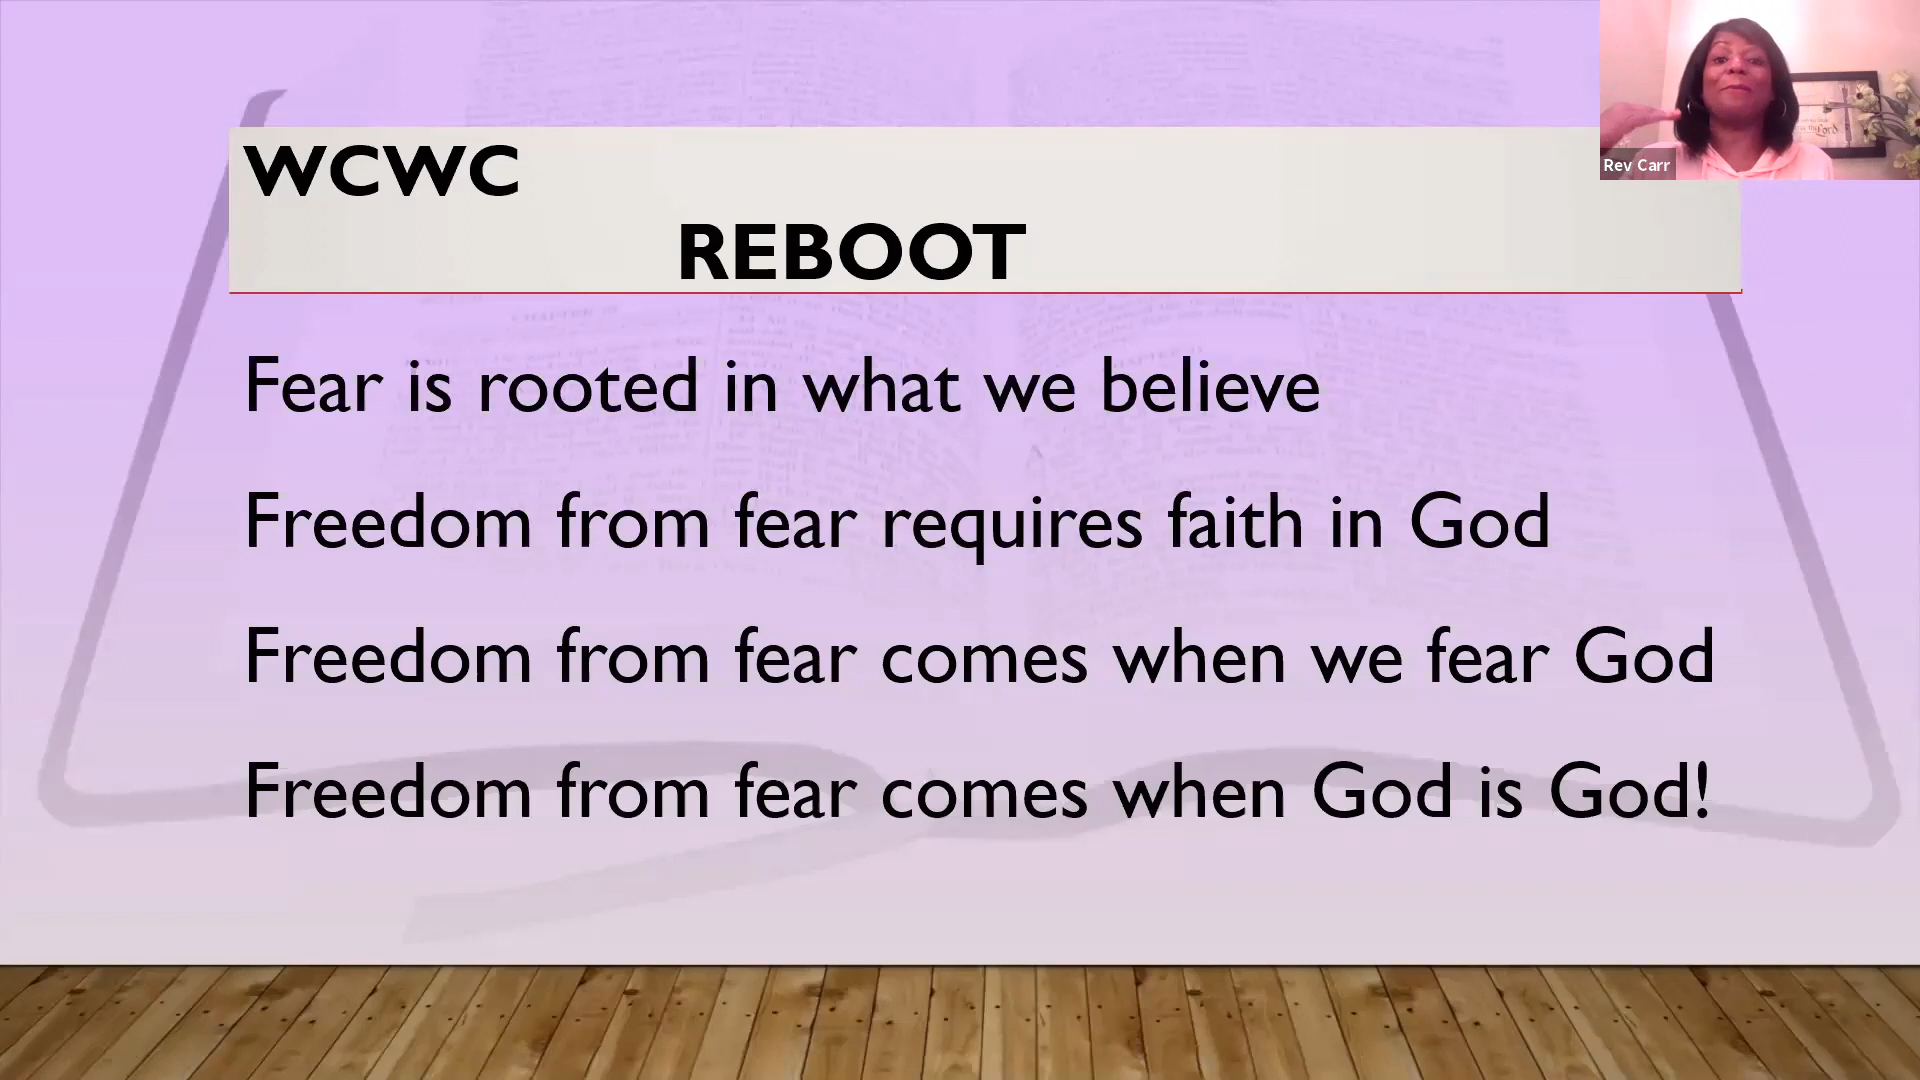 WCWC
REBOOT
Fear is rooted in what we believe
Freedom from fear requires faith in God
Freedom from fear comes when we fear God
Freedom from fear comes when God is God!
Rev Carr
Lord